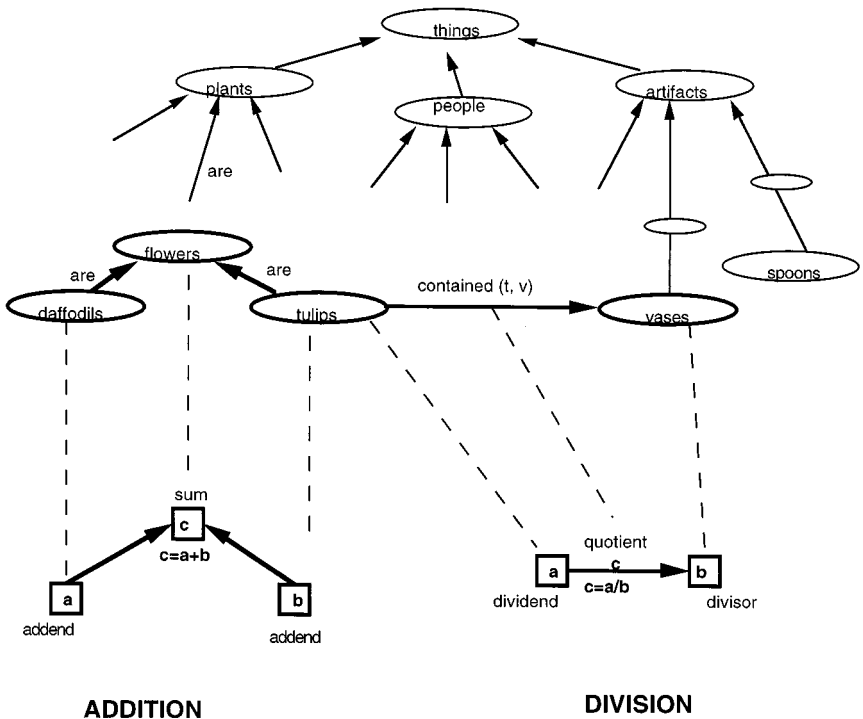 things
plants
people
artifacts
are
flowers
are
are
spoons
contained (t, v)
daffodils
tulips
vases
sum
c
c=a+b
quotient
a
c
b
c=a/b
a
b
dividend
divisor
addend
addend
ADDITION
DIVISION